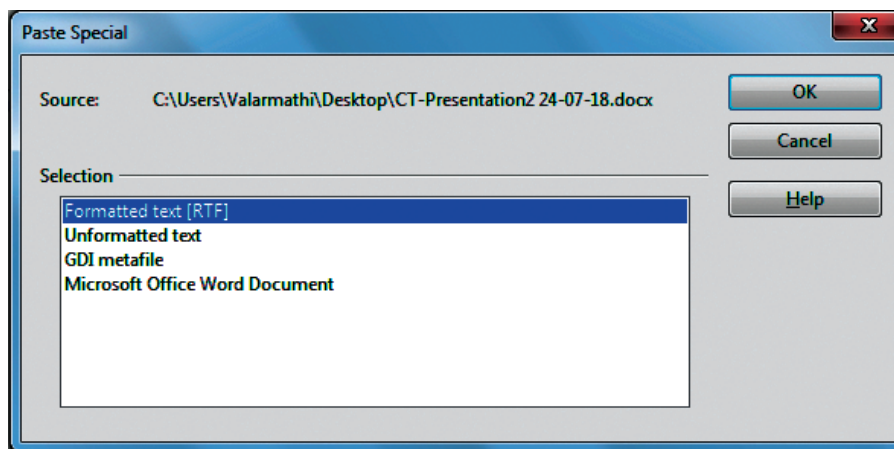 Paste Special
X
Source: C:\Users\Valarmathi\Desktop\CT-Presentation2 24-07-18.docx
OK
Cancel
Selection
Help
Formatted text [RTF]
Unformatted text
GDI metafile
Microsoft Office Word Document